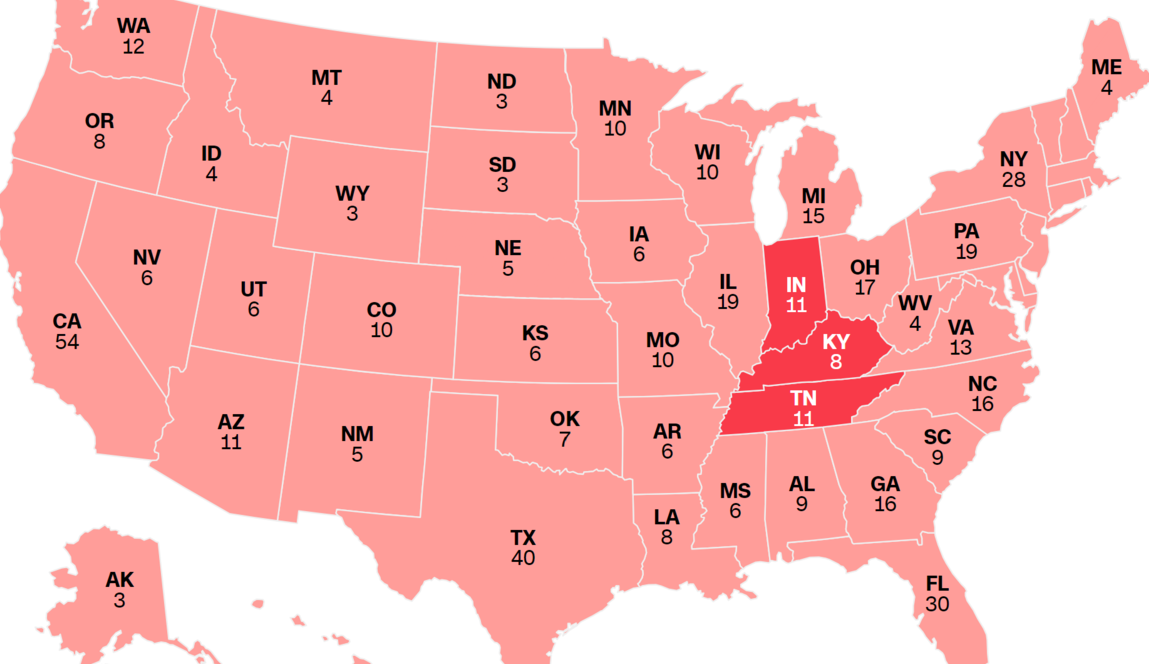 WA
12
MT
4
ND
3
MN
10
ME
4
OR
8
ID
4
WY
3
SD
3
WI
10
MI
15
NY
28
NV
6
UT
6
NE
5
IA
6
IL
19
IN
11
OH
17
PA
19
CA
54
CO
10
KS
6
MO
10
KY
8
WV
4
VA
13
AZ
11
NM
5
OK
7
AR
6
TN
11
NC
16
SC
9
TX
40
LA
8
MS
6
AL
9
GA
16
AK
3
FL
30